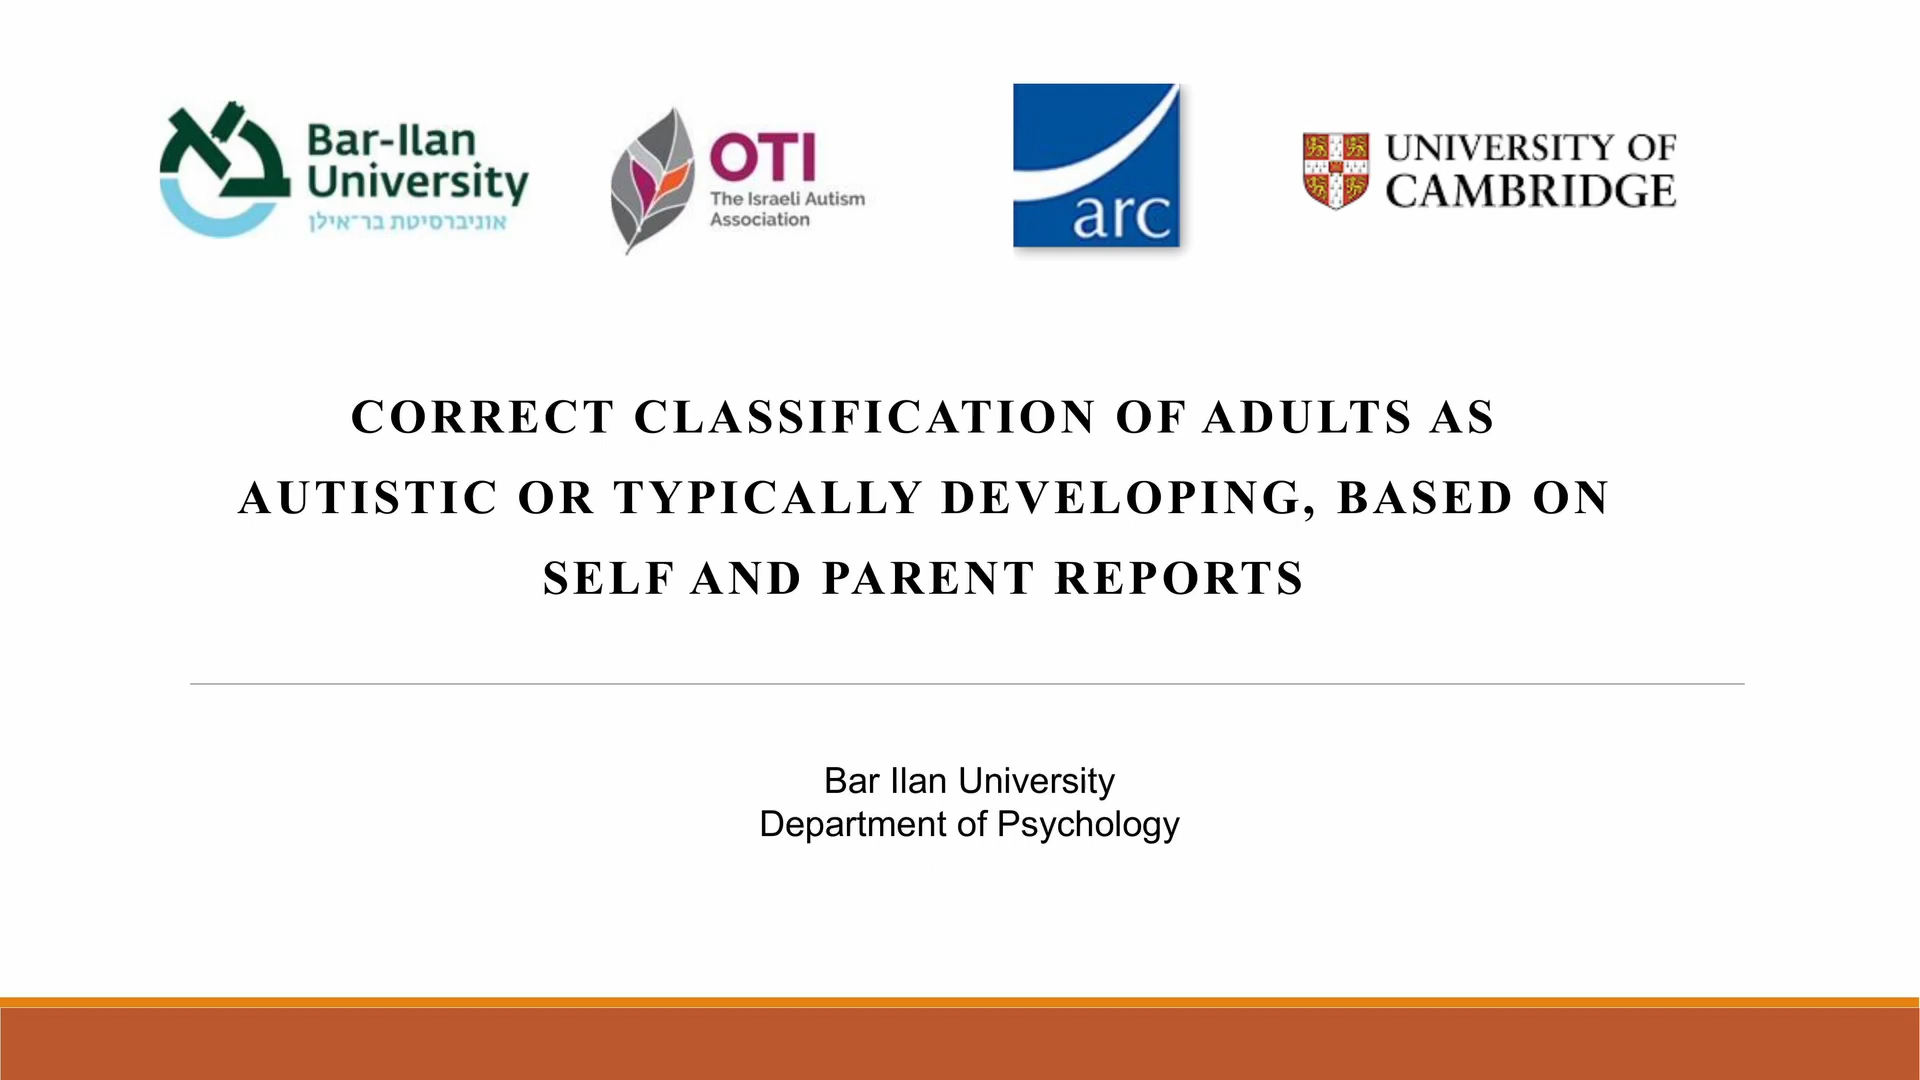 Bar-Ilan
University
אוניברסיטת בר־אילן
OTI
The Israeli Autism
Association
arc
UNIVERSITY OF
CAMBRIDGE
CORRECT CLASSIFICATION OF ADULTS AS
AUTISTIC OR TYPICALLY DEVELOPING, BASED ON
SELF AND PARENT REPORTS
Bar Ilan University
Department of Psychology